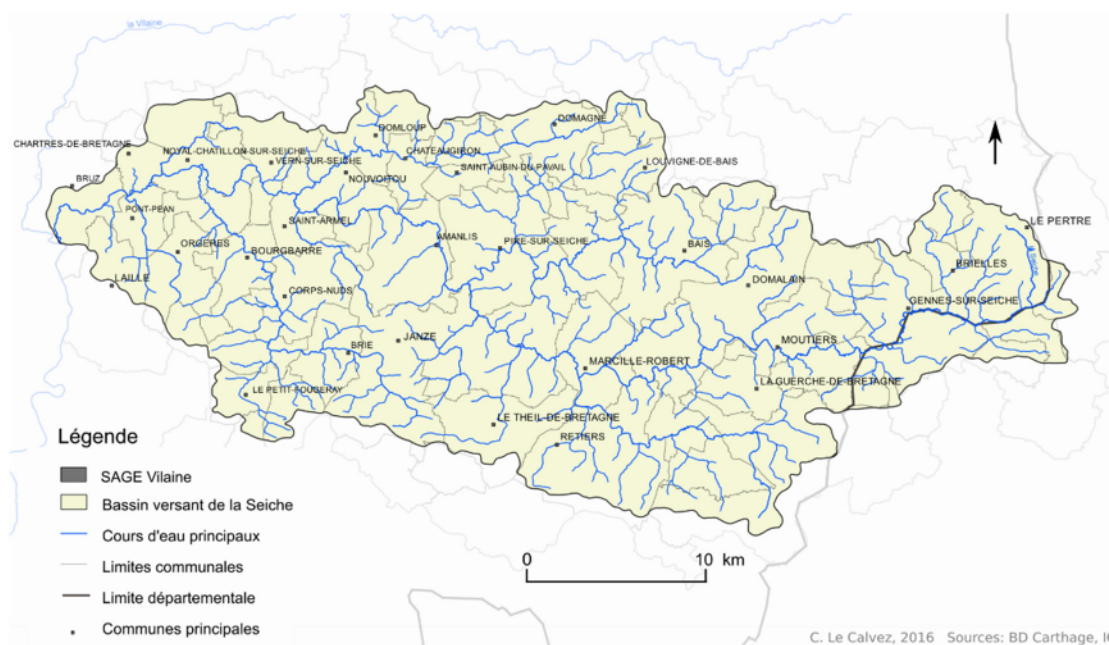 la Vilaine
CHARTRES-DE-BRETAGNE
NOYAL-CHATILLON-SUR-SEICHE
VERN-SUR-SEICHE
DOMLOUP
CHATEAUGIRON
DOMAGNE
SAINT-AUBIN-DU-PAVAIL
LOUVIGNE-DE-BAIS
BRUZ
NOUVOITOU
PONT-PEAN
SAINT-ARMEL
LE PERTRE
ORGERES
BOURGBARRE
AMANLIS
PIRE-SUR-SEICHE
BAIS
la Seiche
BRIELLES
LAILLE
CORPS-NUDS
DOMALAIN
GENNES-SUR-SEICHE
BRIE
JANZE
MOUTIERS
MARCILLE-ROBERT
LE PETIT-FOUGERAY
LA GUERCHE-DE-BRETAGNE
LE THEIL-DE-BRETAGNE
RETIERS
Légende
SAGE Vilaine
Bassin versant de la Seiche
Cours d'eau principaux
Limites communales
Limite départementale
Communes principales
0 10 km
C. Le Calvez, 2016 Sources: BD Carthage, I